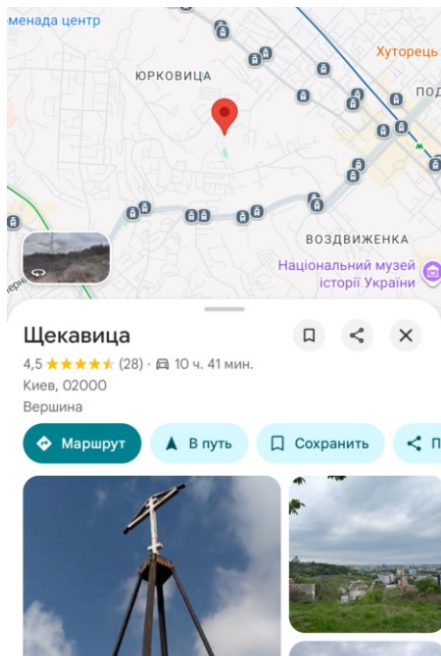 менада центр
Хуторець
ЮРКОВИЦА
ПОД
ВОЗДВИЖЕНКА
Національний музей
історії України
Щекавица
4,5 (28) · 10 ч. 41 мин.
Киев, 02000
Вершина
Маршрут В путь Сохранить П